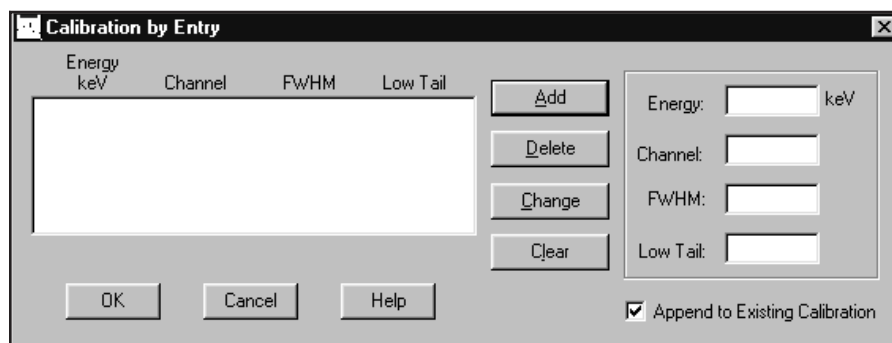 Calibration by Entry
Energy
keV Channel FWHM Low Tail
Add
Delete
Change
Clear
Energy: keV
Channel:
FWHM:
Low Tail:
OK Cancel Help
Append to Existing Calibration